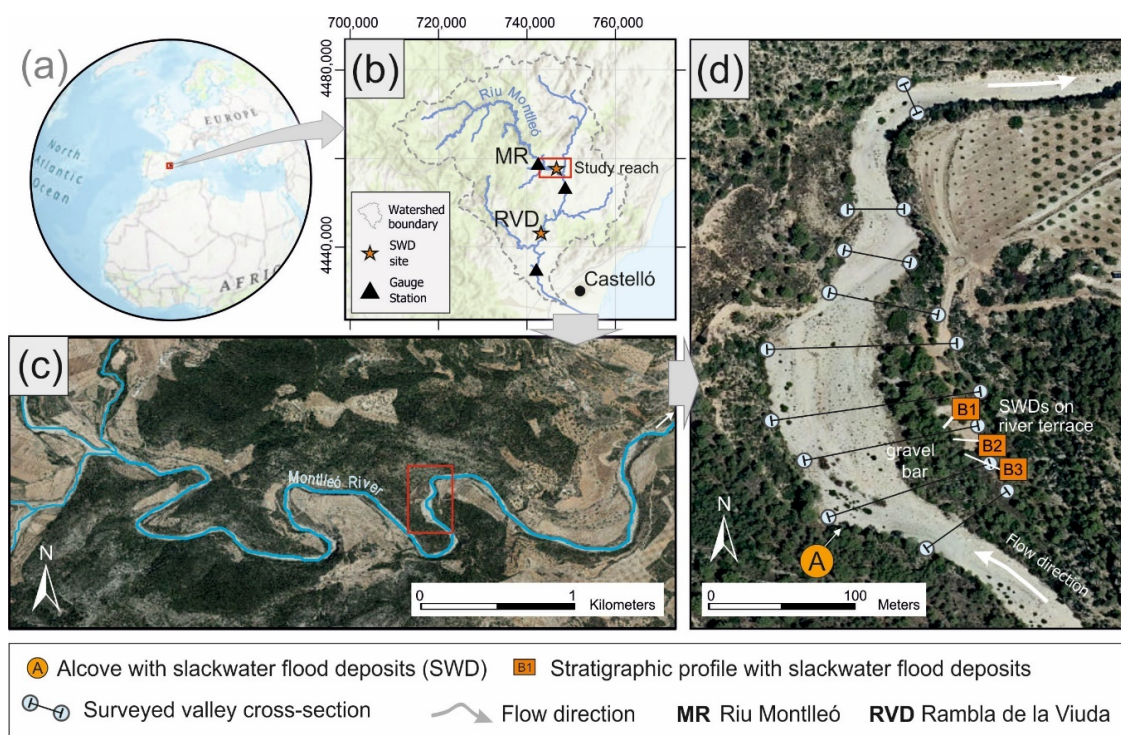 (a)
North
Atlantic
Ocean
EUROPE
AFRIC
700,000 720,000 740,000 760,000
4480,000
4440,000
(b)
Riu Montlleó
MR
Study reach
RVD
Castelló
Watershed
boundary
SWD
site
Gauge
Station
(c)
Montlleó River
N
0 1
Kilometers
(d)
B1
SWDs on
river terrace
B2
B3
gravel
bar
N
A
Flow direction
0 100
Meters
A Alcove with slackwater flood deposits (SWD) B1 Stratigraphic profile with slackwater flood deposits
Surveyed valley cross-section Flow direction MR Riu Montlleó RVD Rambla de la Viuda